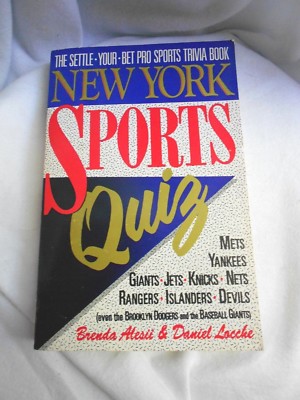 THE SETTLE • YOUR • BET PRO SPORTS TRIVIA BOOK
NEW YORK
SPORTS
Quiz
METS
YANKEES
GIANTS • JETS • KNICKS • NETS
RANGERS • ISLANDERS • DEVILS
(EVEN THE BROOKLYN DODGERS AND THE BASEBALL GIANTS)
Brenda Alesii & Daniel Locche